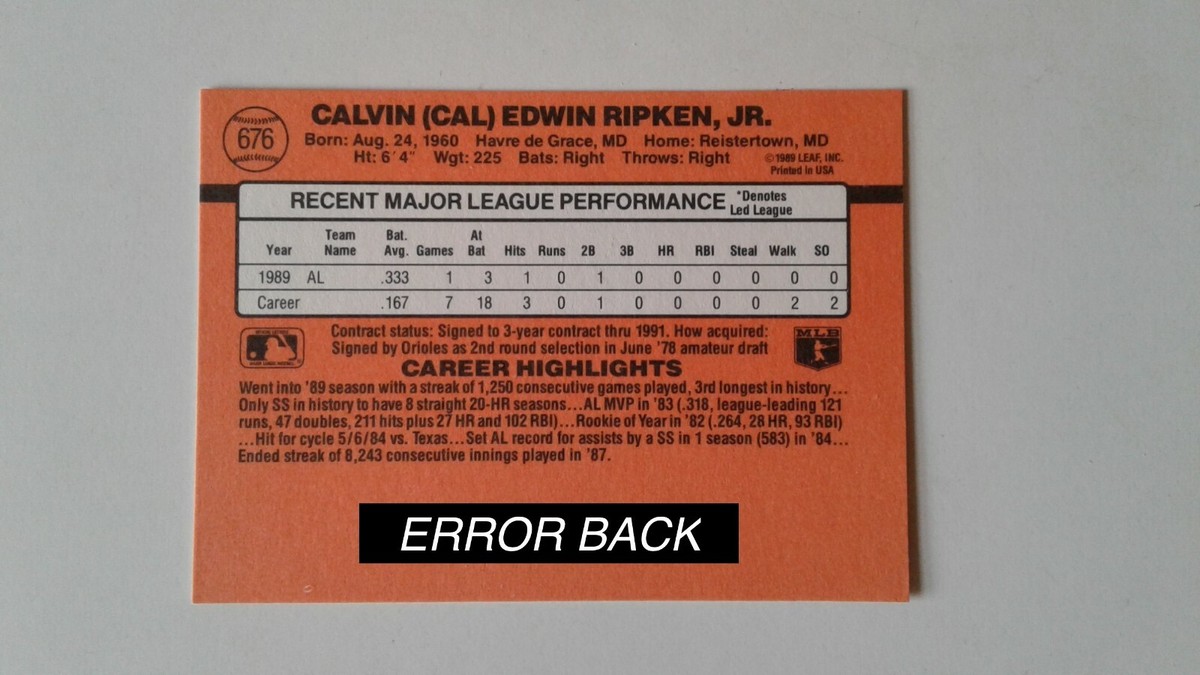 676
CALVIN (CAL) EDWIN RIPKEN, JR.
Born: Aug. 24, 1960 Havre de Grace, MD Home: Reistertown, MD
Ht: 6´4" Wgt: 225 Bats: Right Throws: Right
©1989 LEAF, INC.
Printed in USA
RECENT MAJOR LEAGUE PERFORMANCE *Denotes
Led League
Year Team Name Bat. Avg. Games At Bat Hits Runs 2B 3B HR RBI Steal Walk SO
1989 AL .333 1 3 1 0 1 0 0 0 0 0 0
Career .167 7 18 3 0 1 0 0 0 0 2 2
Contract status: Signed to 3-year contract thru 1991. How acquired:
Signed by Orioles as 2nd round selection in June '78 amateur draft
MLB
CAREER HIGHLIGHTS
Went into '89 season with a streak of 1,250 consecutive games played, 3rd longest in history...
Only SS in history to have 8 straight 20-HR seasons...AL MVP in '83 (.318, league-leading 121
runs, 47 doubles, 211 hits plus 27 HR and 102 RBI)...Rookie of Year in '82 (.264, 28 HR, 93 RBI)
...Hit for cycle 5/6/84 vs. Texas...Set AL record for assists by a SS in 1 season (583) in '84...
Ended streak of 8,243 consecutive innings played in '87.
ERROR BACK